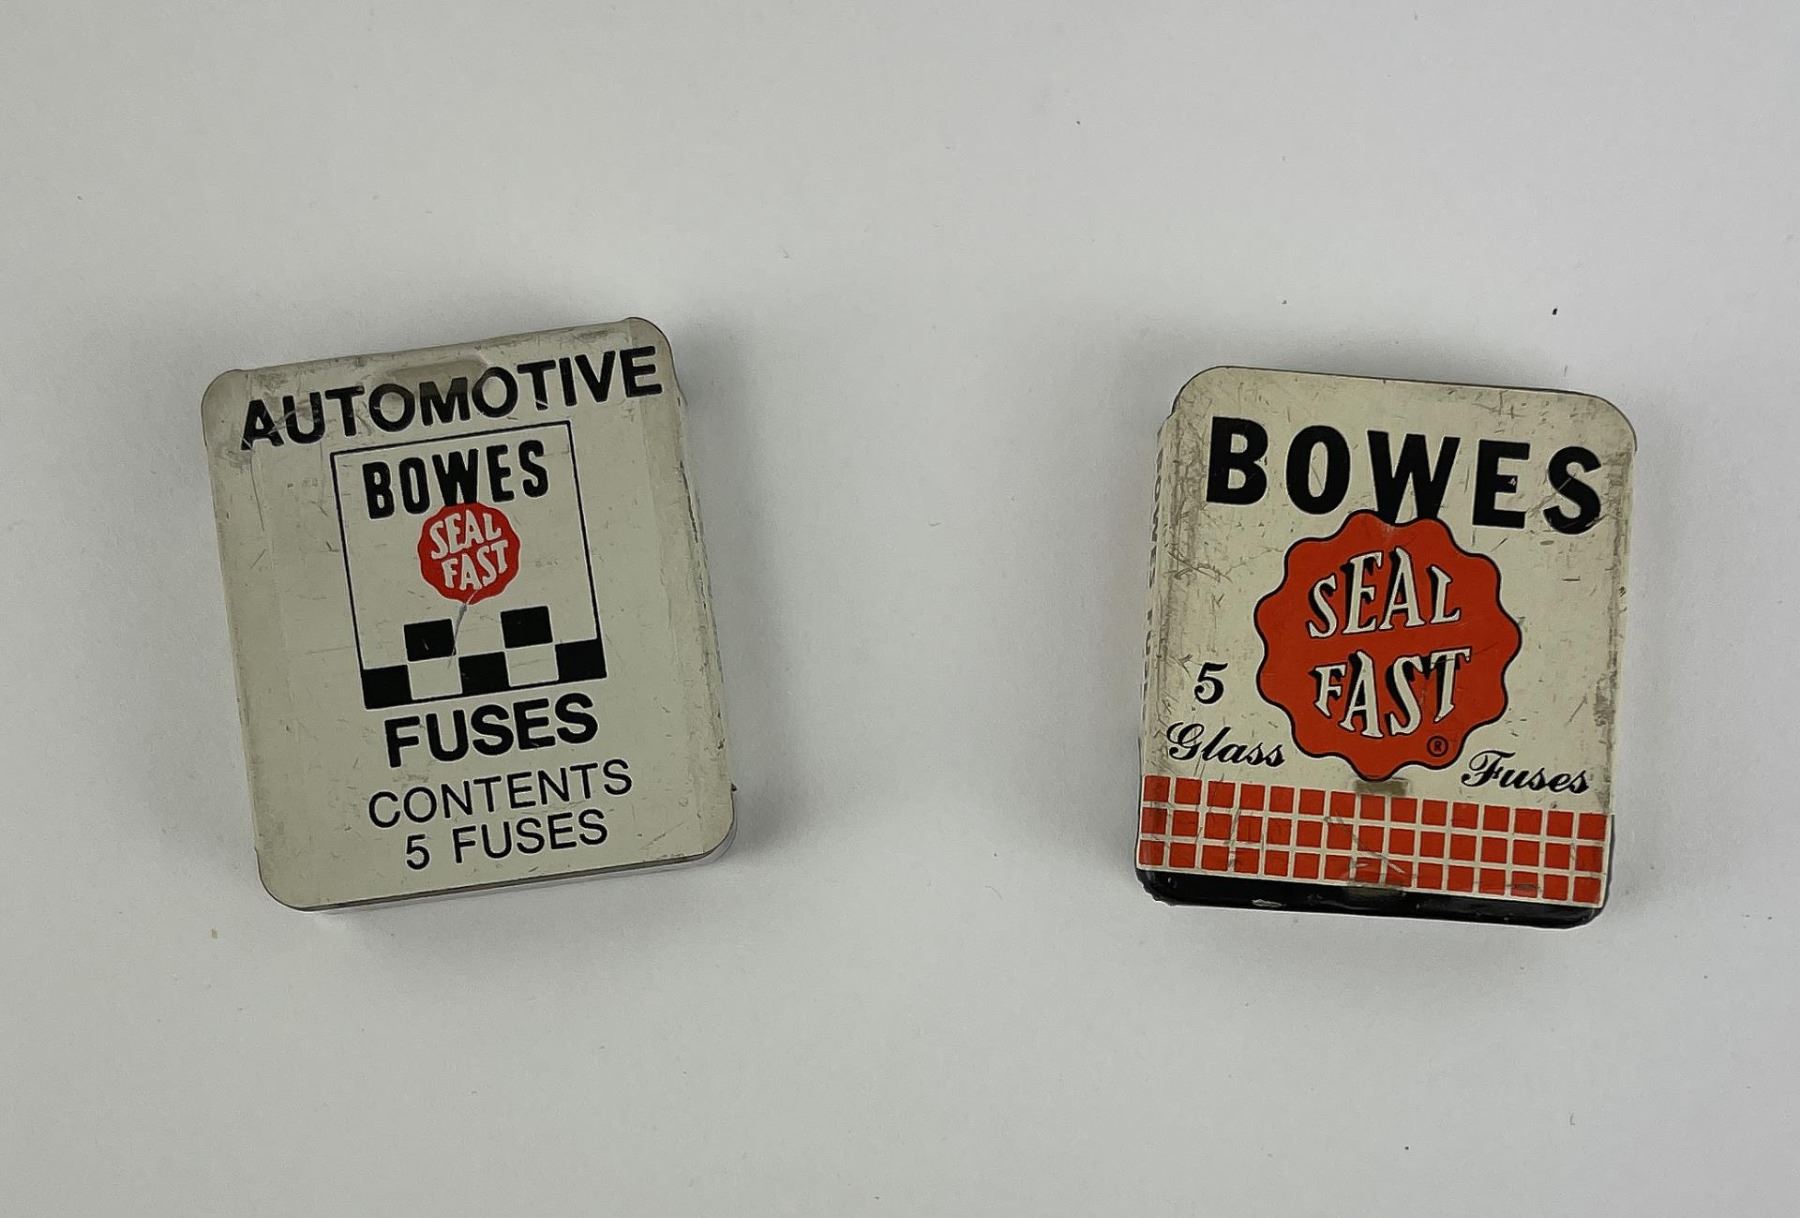 AUTOMOTIVE
BOWES
SEAL
FAST
FUSES
CONTENTS
5 FUSES
BOWES
SEAL
FAST
®
5
Glass Fuses